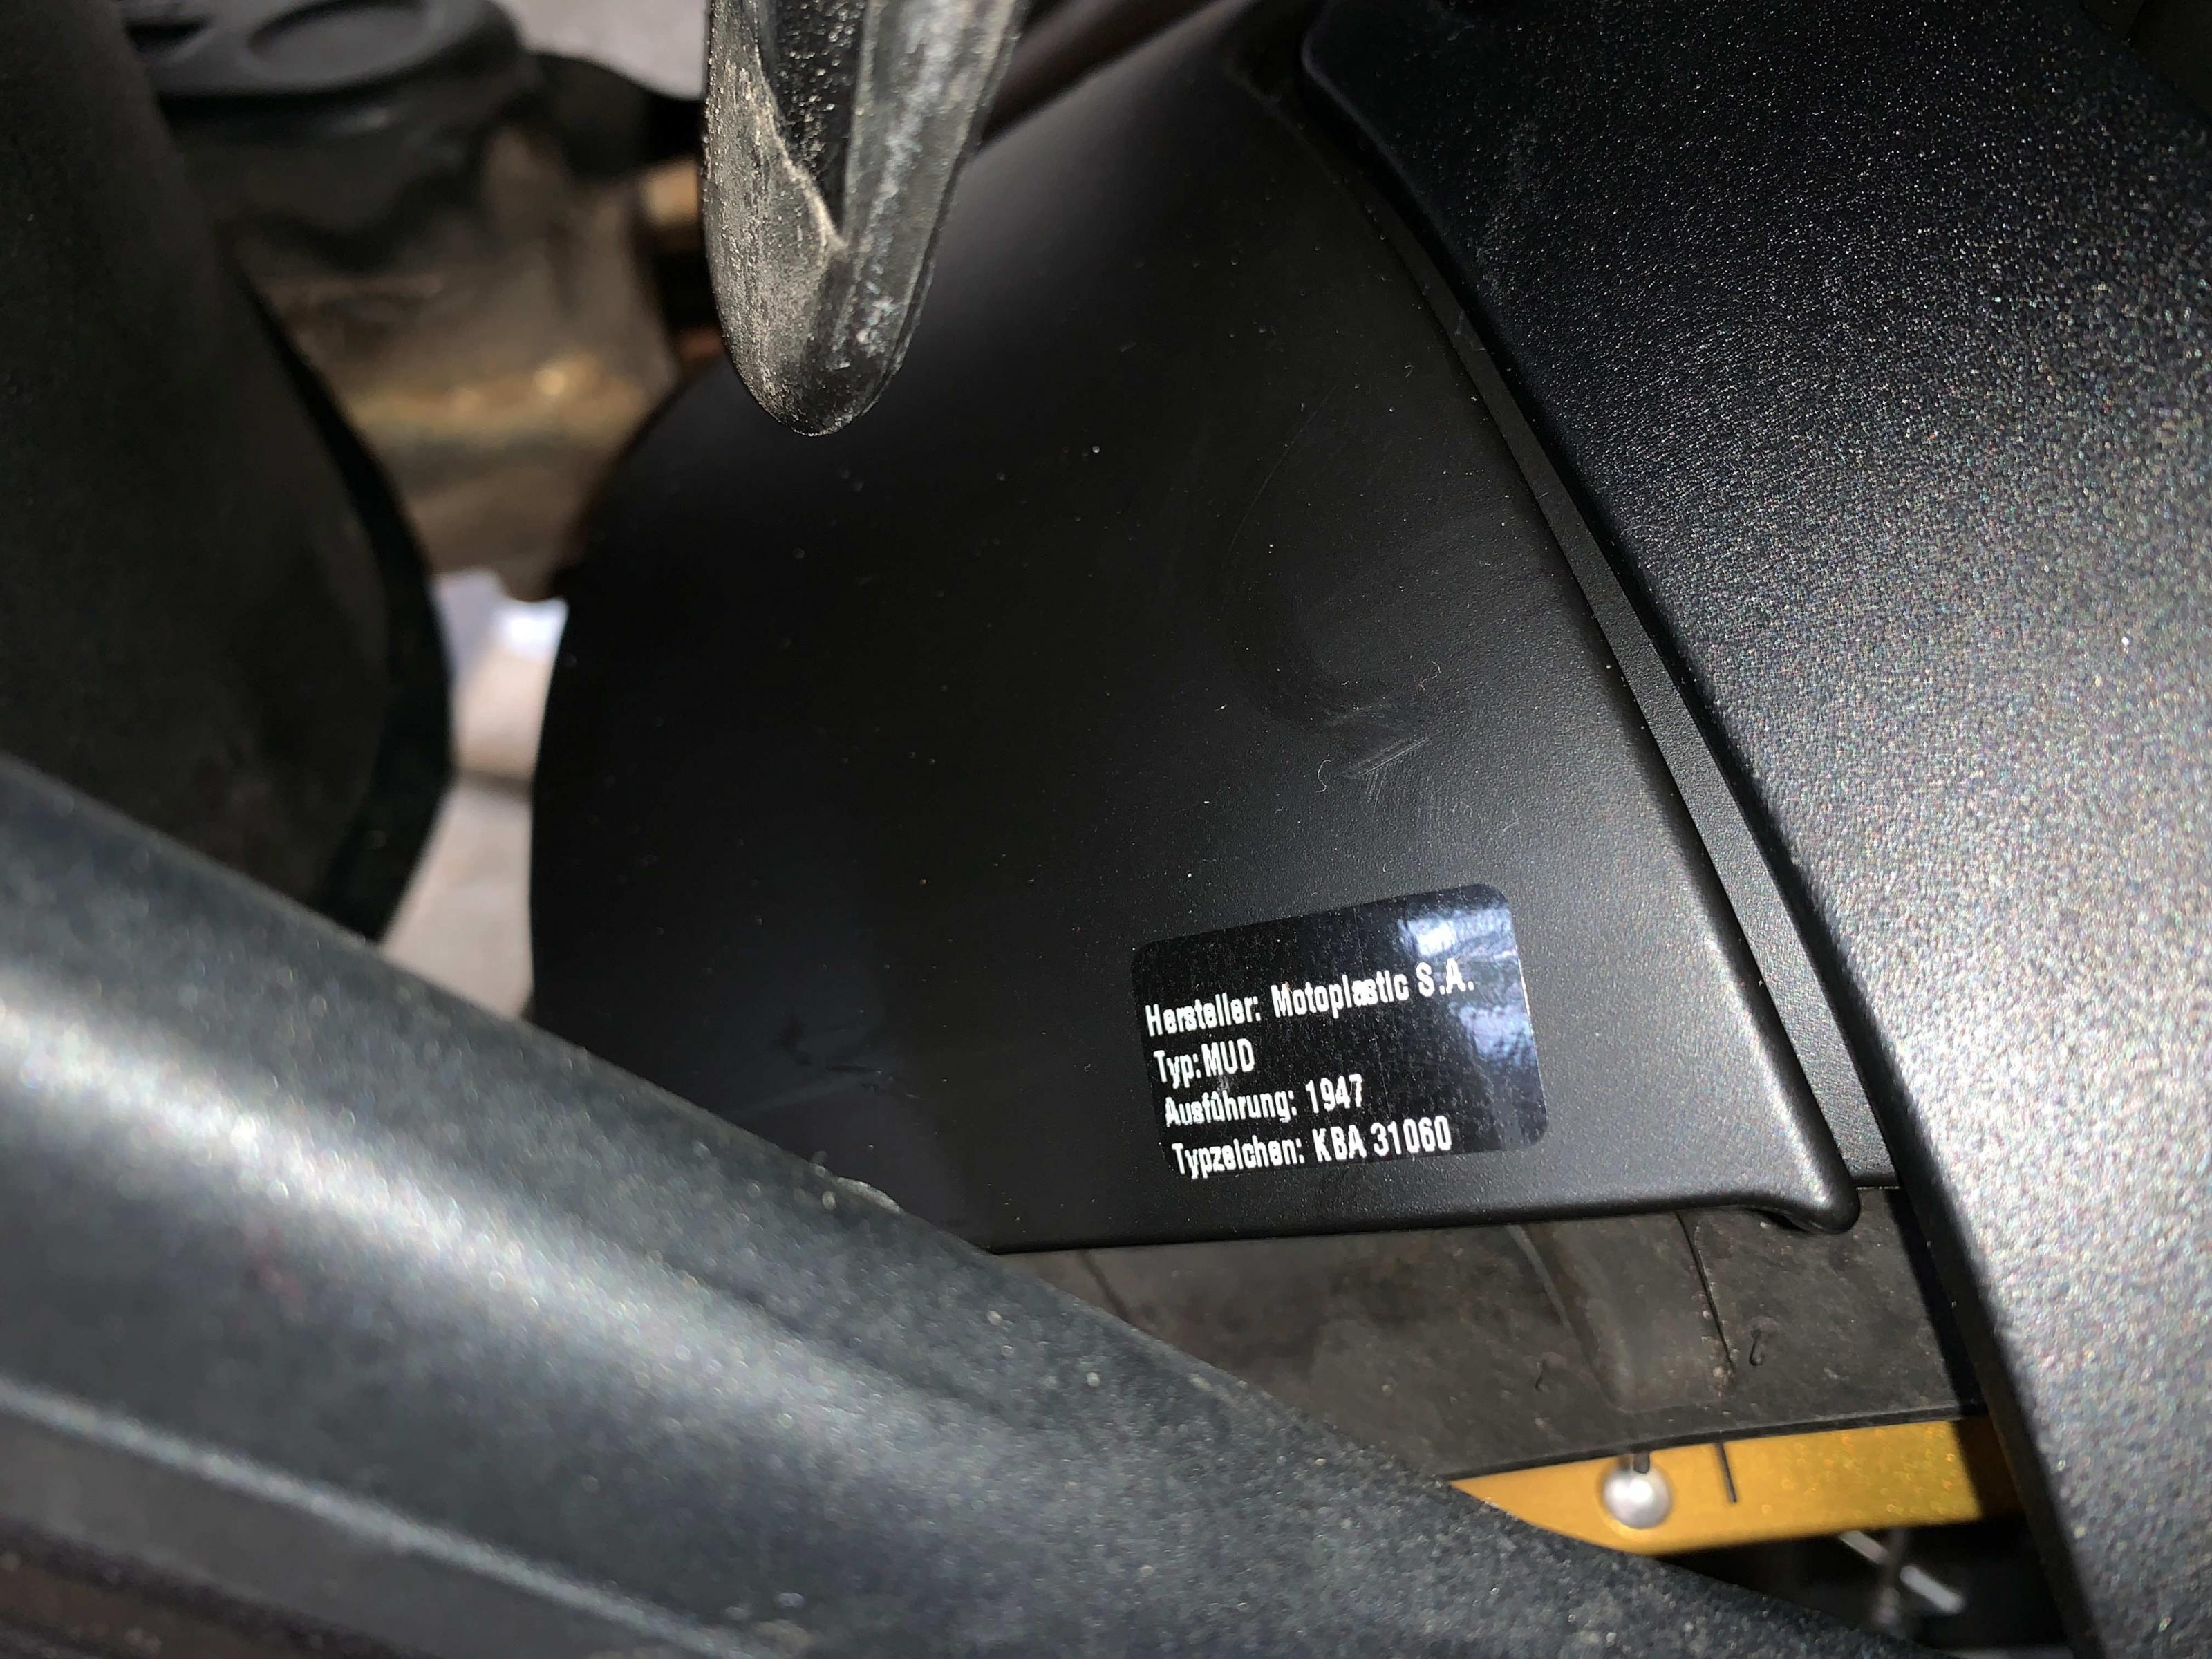 Hersteller: Motoplastic S.A.
Typ: MUD
Ausführung: 1947
Typzeichen: KBA 31060